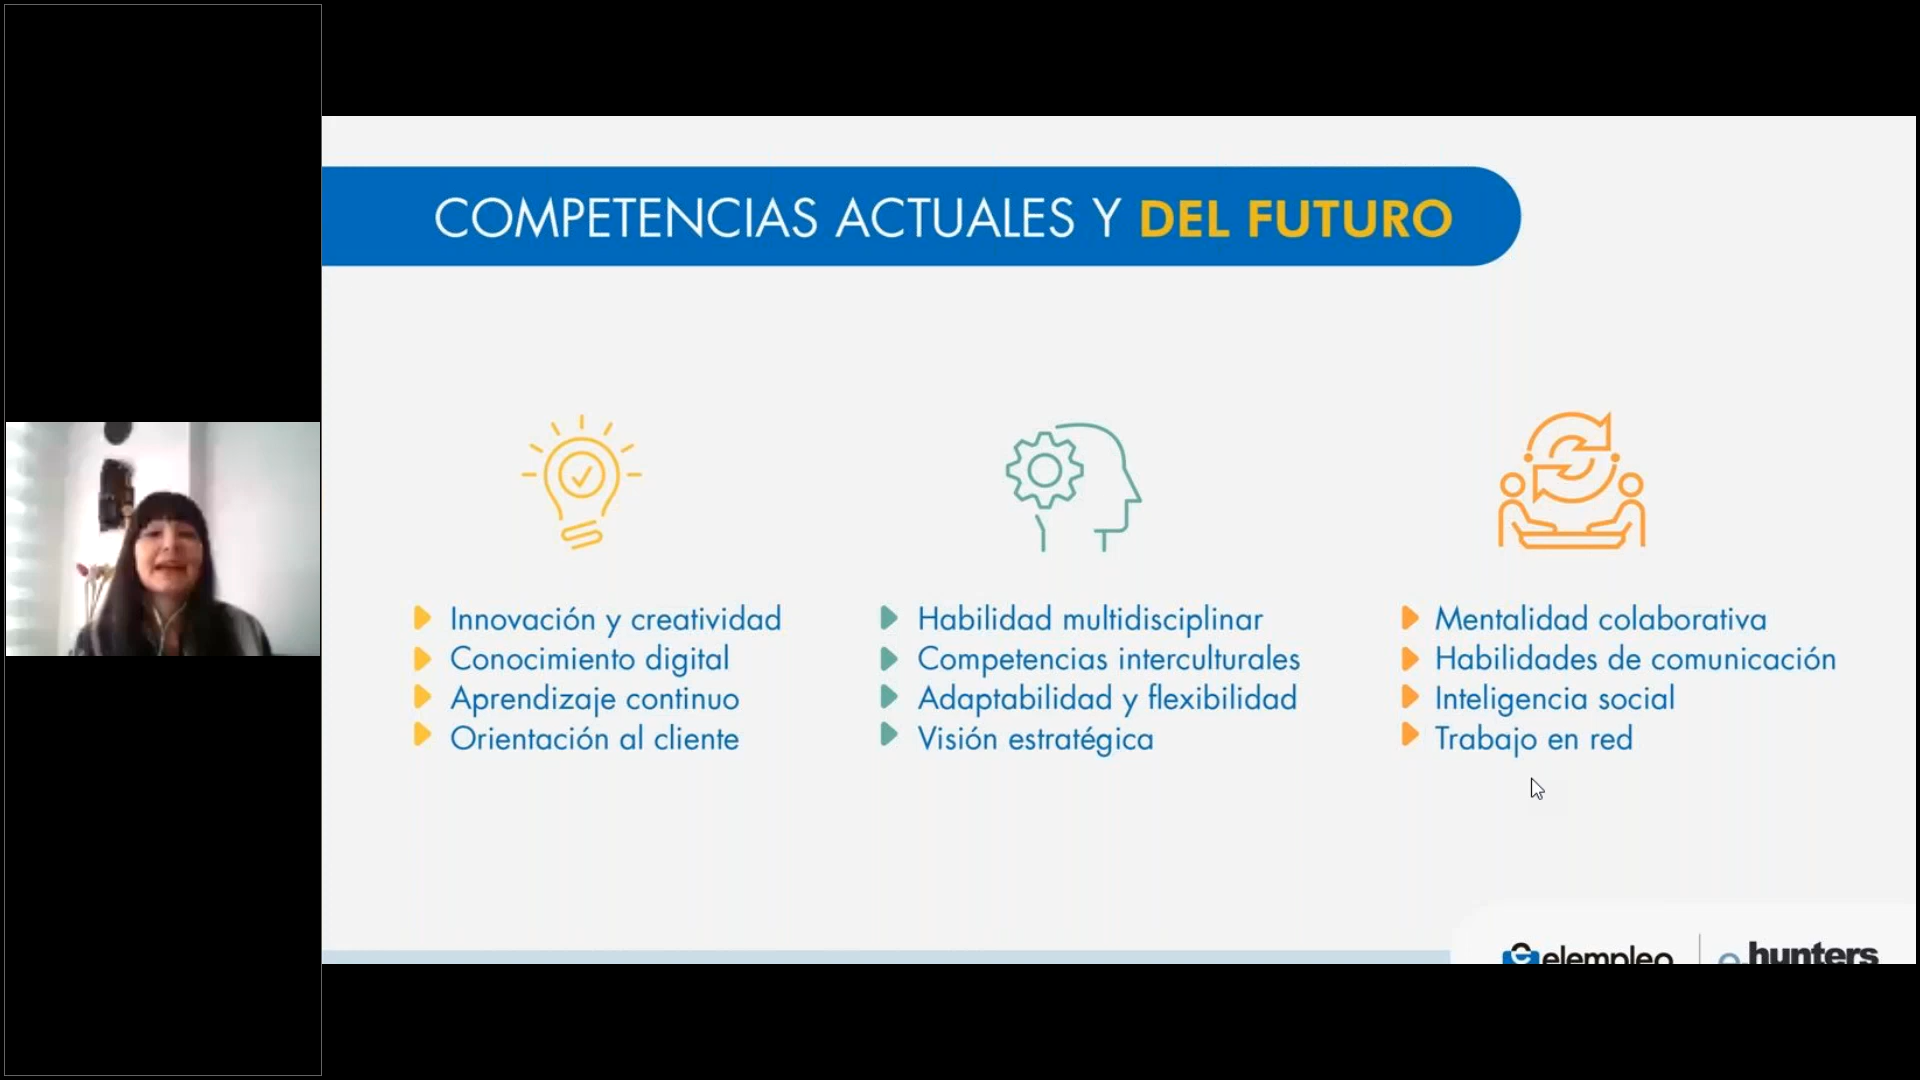 COMPETENCIAS ACTUALES Y DEL FUTURO
Innovación y creatividad
Conocimiento digital
Aprendizaje continuo
Orientación al cliente
Habilidad multidisciplinar
Competencias interculturales
Adaptabilidad y flexibilidad
Visión estratégica
Mentalidad colaborativa
Habilidades de comunicación
Inteligencia social
Trabajo en red
e elempleo
e hunters